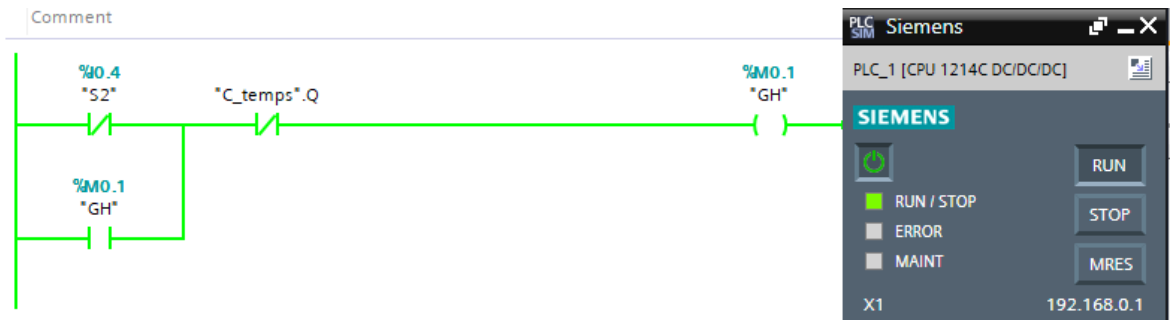 Comment
%I0.4
"S2"
"C_temps".Q
%M0.1
"GH"
%M0.1
"GH"
PLC SIM Siemens
PLC_1 [CPU 1214C DC/DC/DC]
SIEMENS
RUN
RUN / STOP
STOP
ERROR
MAINT
MRES
X1 192.168.0.1